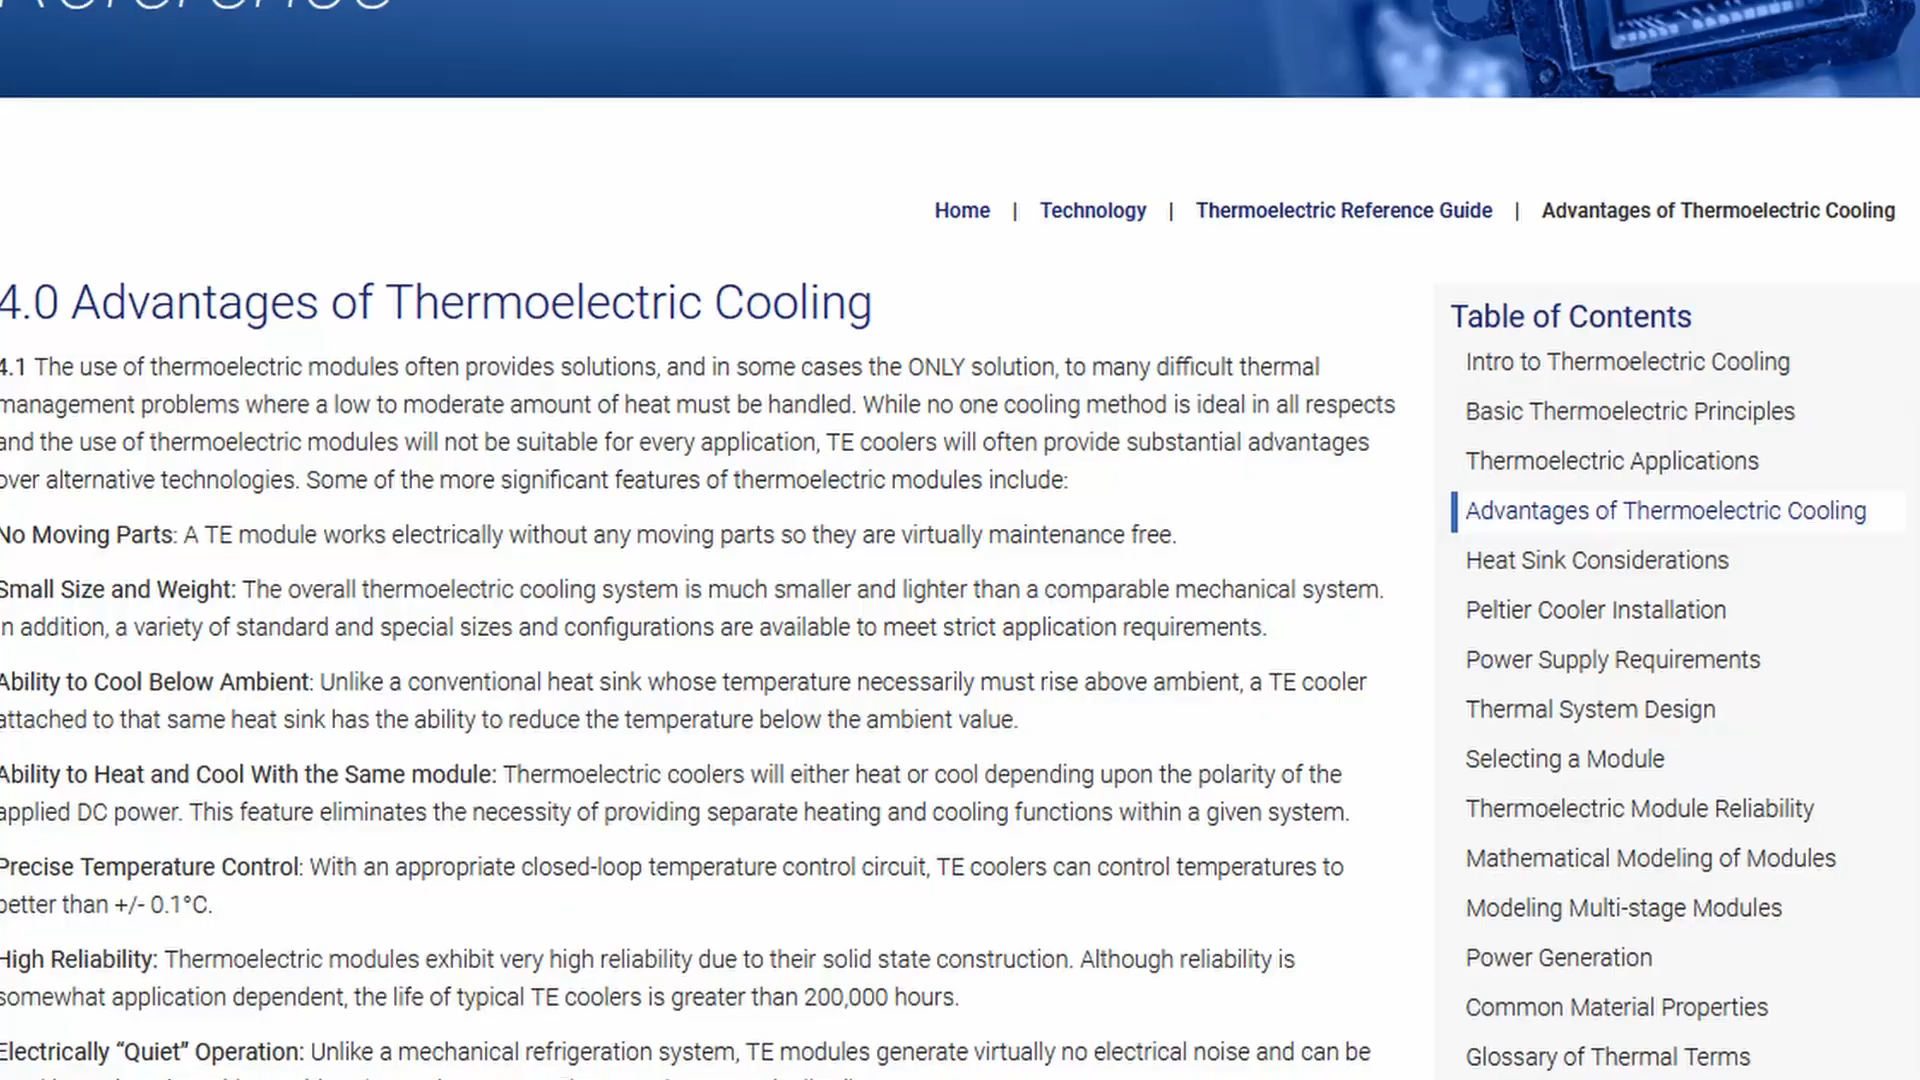 Home | Technology | Thermoelectric Reference Guide | Advantages of Thermoelectric Cooling
4.0 Advantages of Thermoelectric Cooling
4.1 The use of thermoelectric modules often provides solutions, and in some cases the ONLY solution, to many difficult thermal
management problems where a low to moderate amount of heat must be handled. While no one cooling method is ideal in all respects
and the use of thermoelectric modules will not be suitable for every application, TE coolers will often provide substantial advantages
over alternative technologies. Some of the more significant features of thermoelectric modules include:
No Moving Parts: A TE module works electrically without any moving parts so they are virtually maintenance free.
Small Size and Weight: The overall thermoelectric cooling system is much smaller and lighter than a comparable mechanical system.
In addition, a variety of standard and special sizes and configurations are available to meet strict application requirements.
Ability to Cool Below Ambient: Unlike a conventional heat sink whose temperature necessarily must rise above ambient, a TE cooler
attached to that same heat sink has the ability to reduce the temperature below the ambient value.
Ability to Heat and Cool With the Same module: Thermoelectric coolers will either heat or cool depending upon the polarity of the
applied DC power. This feature eliminates the necessity of providing separate heating and cooling functions within a given system.
Precise Temperature Control: With an appropriate closed-loop temperature control circuit, TE coolers can control temperatures to
better than +/- 0.1°C.
High Reliability: Thermoelectric modules exhibit very high reliability due to their solid state construction. Although reliability is
somewhat application dependent, the life of typical TE coolers is greater than 200,000 hours.
Electrically “Quiet” Operation: Unlike a mechanical refrigeration system, TE modules generate virtually no electrical noise and can be
Table of Contents
Intro to Thermoelectric Cooling
Basic Thermoelectric Principles
Thermoelectric Applications
Advantages of Thermoelectric Cooling
Heat Sink Considerations
Peltier Cooler Installation
Power Supply Requirements
Thermal System Design
Selecting a Module
Thermoelectric Module Reliability
Mathematical Modeling of Modules
Modeling Multi-stage Modules
Power Generation
Common Material Properties
Glossary of Thermal Terms